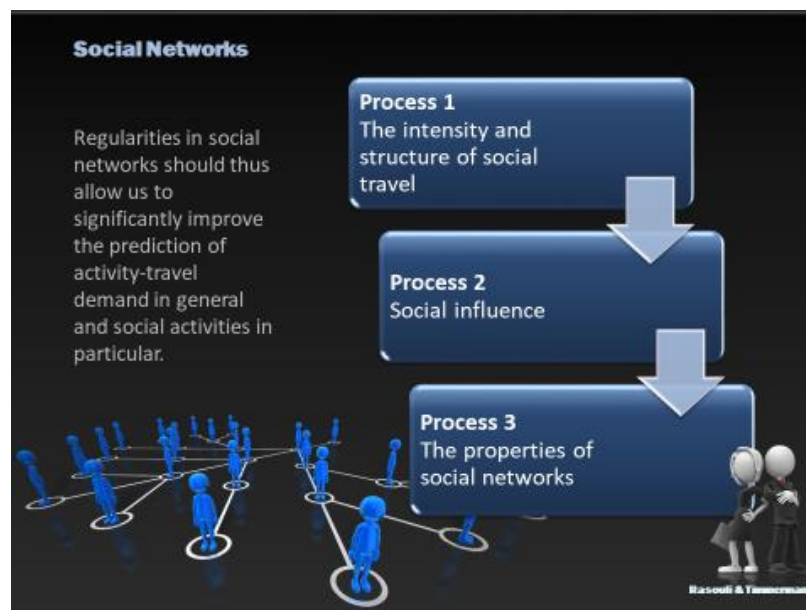 Social Networks
Regularities in social
networks should thus
allow us to
significantly improve
the prediction of
activity-travel
demand in general
and social activities in
particular.
Process 1
The intensity and
structure of social
travel
Process 2
Social influence
Process 3
The properties of
social networks
Rasouli & Timmerman